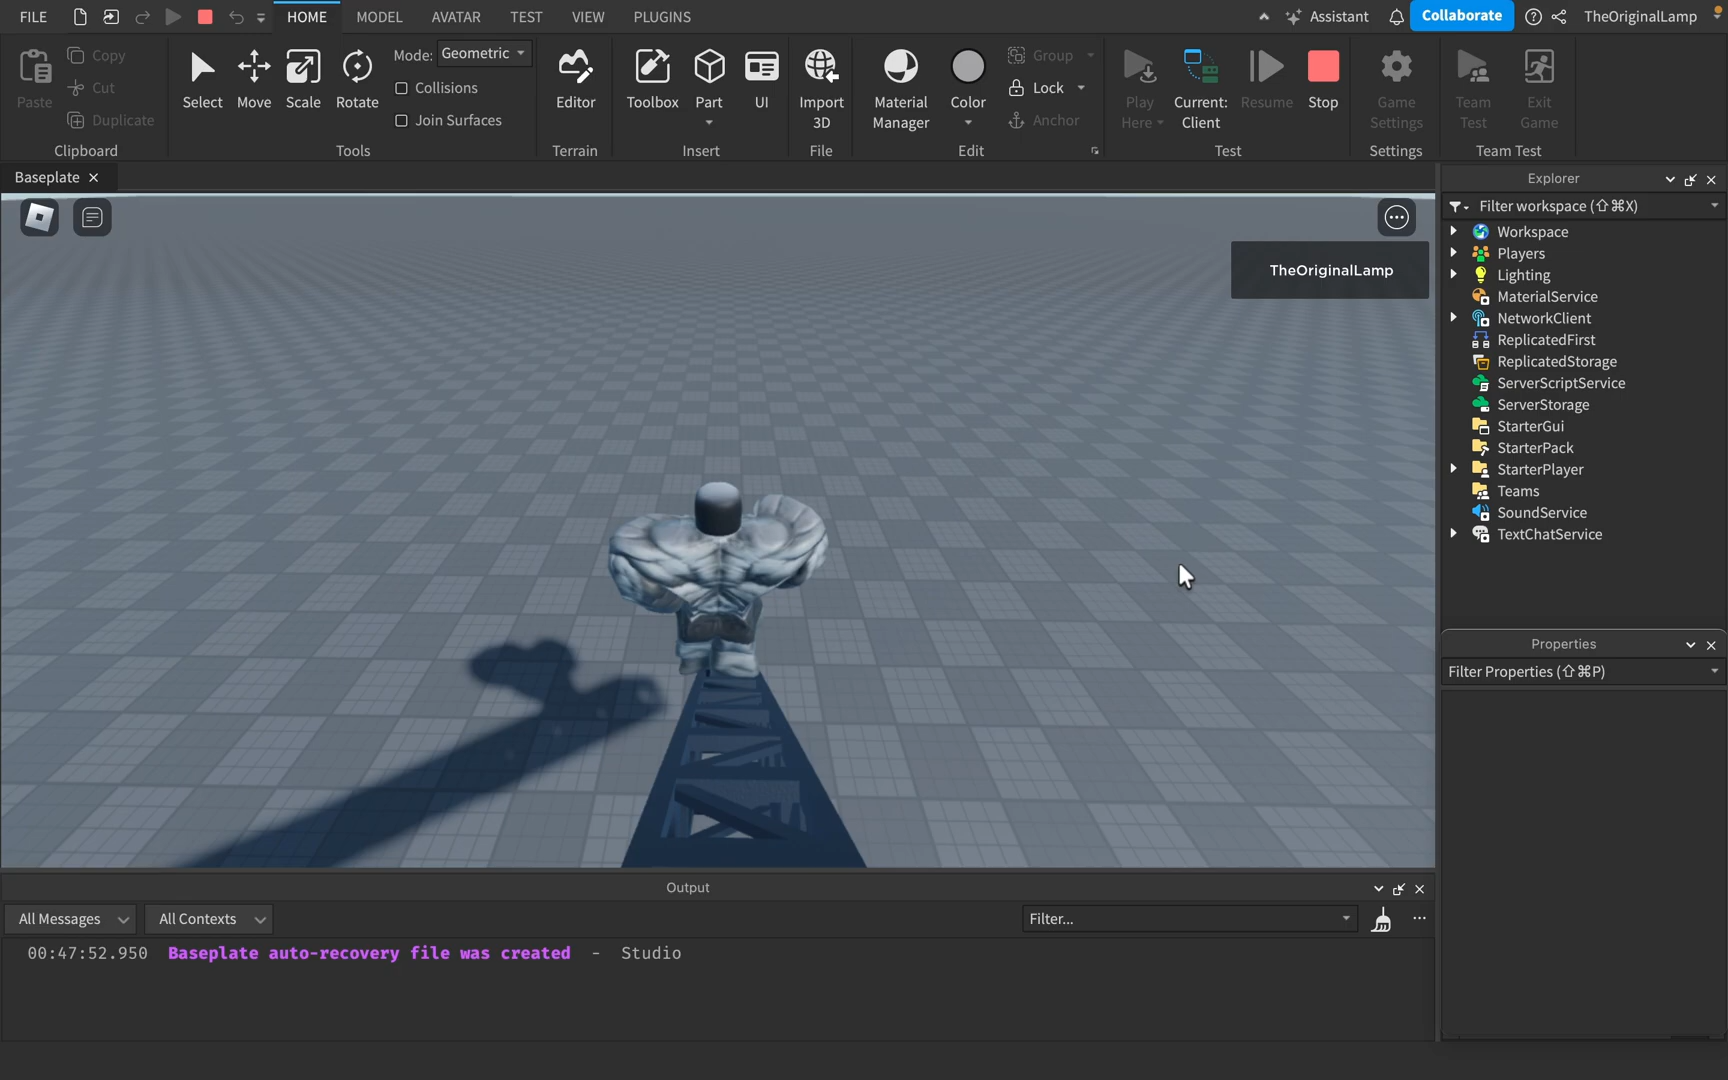 FILE HOME MODEL AVATAR TEST VIEW PLUGINS Assistant Collaborate TheOriginalLamp
Paste
Copy
Cut
Duplicate
Clipboard
Select Move Scale Rotate
Mode: Geometric
Collisions
Join Surfaces
Tools
Editor
Terrain
Toolbox Part UI
Insert
Import
3D
File
Material
Manager
Color
Group
Lock
Anchor
Edit
Play
Here
Current:
Client
Resume Stop
Test
Game
Settings
Settings
Team
Test
Exit
Game
Team Test
Baseplate
TheOriginalLamp
Explorer
Filter workspace (⇧⌘X)
Workspace
Players
Lighting
MaterialService
NetworkClient
ReplicatedFirst
ReplicatedStorage
ServerScriptService
ServerStorage
StarterGui
StarterPack
StarterPlayer
Teams
SoundService
TextChatService
Properties
Filter Properties (⇧⌘P)
Output
All Messages All Contexts Filter...
00:47:52.950 Baseplate auto-recovery file was created - Studio